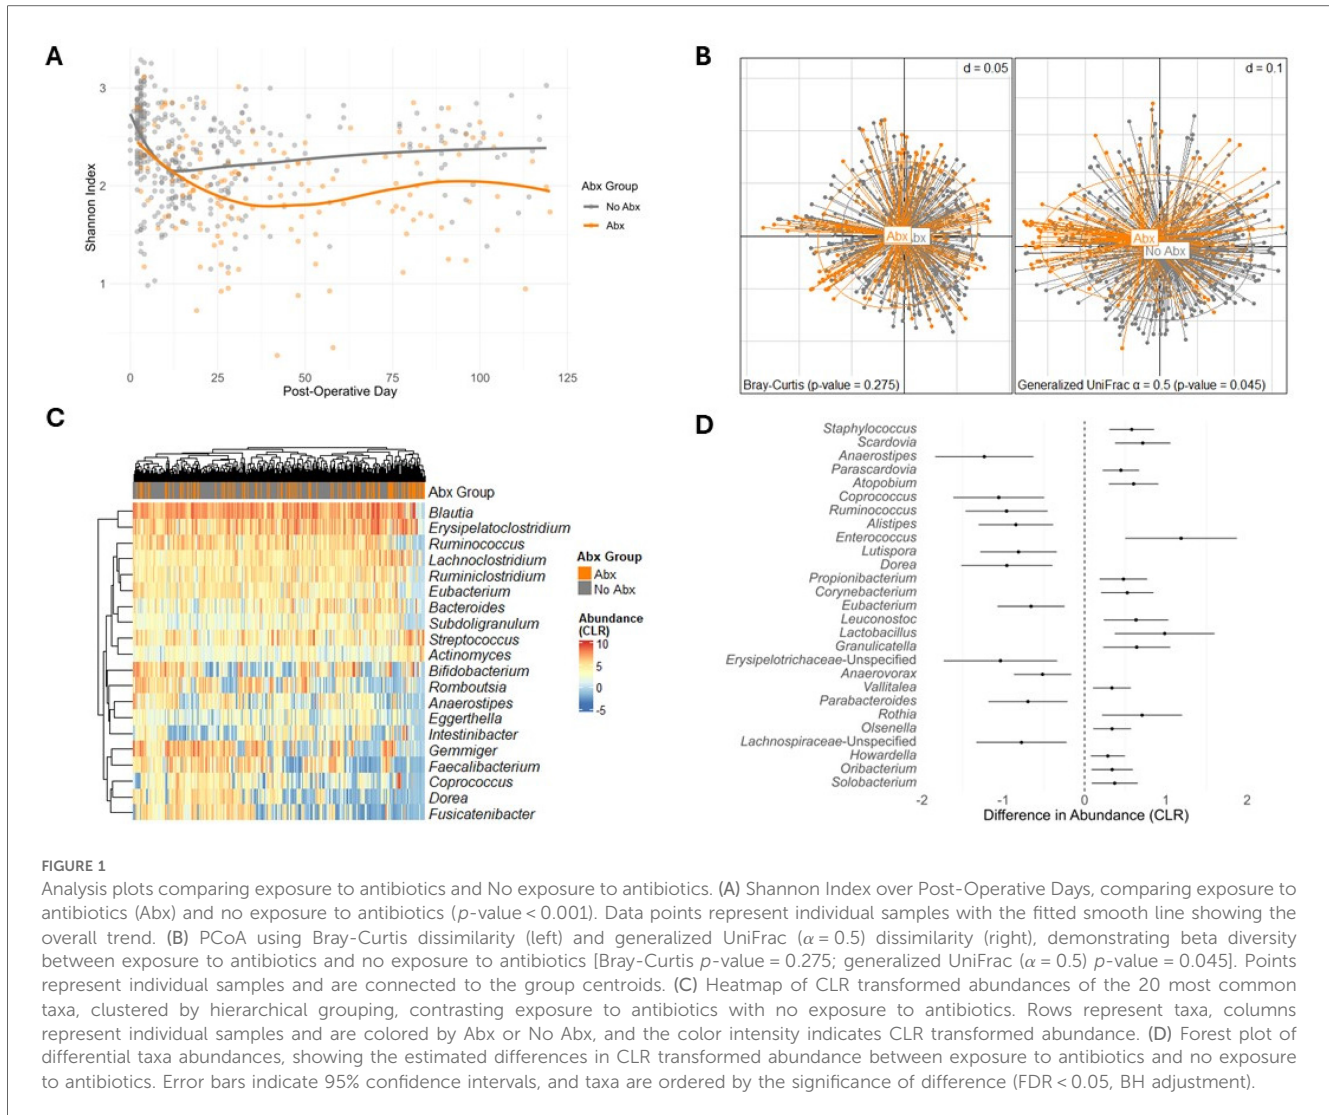 A
3
2
1
Shannon Index
0
25
50
75
100
125
Post-Operative Day
Abx Group
No Abx
Abx
B
d = 0.05
Abx
Abx
Bray-Curtis (p-value = 0.275)
d = 0.1
Abx
No Abx
Generalized UniFrac α = 0.5 (p-value = 0.045)
C
Abx Group
Blautia
Erysipelatoclostridium
Ruminococcus
Lachnoclostridium
Ruminiclostridium
Eubacterium
Bacteroides
Subdoligranulum
Streptococcus
Actinomyces
Bifidobacterium
Romboutsia
Anaerostipes
Eggerthella
Intestinibacter
Gemmiger
Faecalibacterium
Coprococcus
Dorea
Fusicatenibacter
Abx Group
Abx
No Abx
Abundance
(CLR)
10
5
0
-5
D
Staphylococcus
Scardovia
Anaerostipes
Parascardovia
Atopobium
Coprococcus
Ruminococcus
Alistipes
Enterococcus
Lutispora
Dorea
Propionibacterium
Corynebacterium
Eubacterium
Leuconostoc
Lactobacillus
Granulicatella
Erysipelotrichaceae-Unspecified
Anaerovorax
Vallitalea
Parabacteroides
Rothia
Olsenella
Lachnospiraceae-Unspecified
Howardella
Oribacterium
Solobacterium
-2
-1
0
1
2
Difference in Abundance (CLR)
FIGURE 1
Analysis plots comparing exposure to antibiotics and No exposure to antibiotics. (A) Shannon Index over Post-Operative Days, comparing exposure to
antibiotics (Abx) and no exposure to antibiotics (p-value < 0.001). Data points represent individual samples with the fitted smooth line showing the
overall trend. (B) PCoA using Bray-Curtis dissimilarity (left) and generalized UniFrac (α = 0.5) dissimilarity (right), demonstrating beta diversity
between exposure to antibiotics and no exposure to antibiotics [Bray-Curtis p-value = 0.275; generalized UniFrac (α = 0.5) p-value = 0.045]. Points
represent individual samples and are connected to the group centroids. (C) Heatmap of CLR transformed abundances of the 20 most common
taxa, clustered by hierarchical grouping, contrasting exposure to antibiotics with no exposure to antibiotics. Rows represent taxa, columns
represent individual samples and are colored by Abx or No Abx, and the color intensity indicates CLR transformed abundance. (D) Forest plot of
differential taxa abundances, showing the estimated differences in CLR transformed abundance between exposure to antibiotics and no exposure
to antibiotics. Error bars indicate 95% confidence intervals, and taxa are ordered by the significance of difference (FDR < 0.05, BH adjustment).